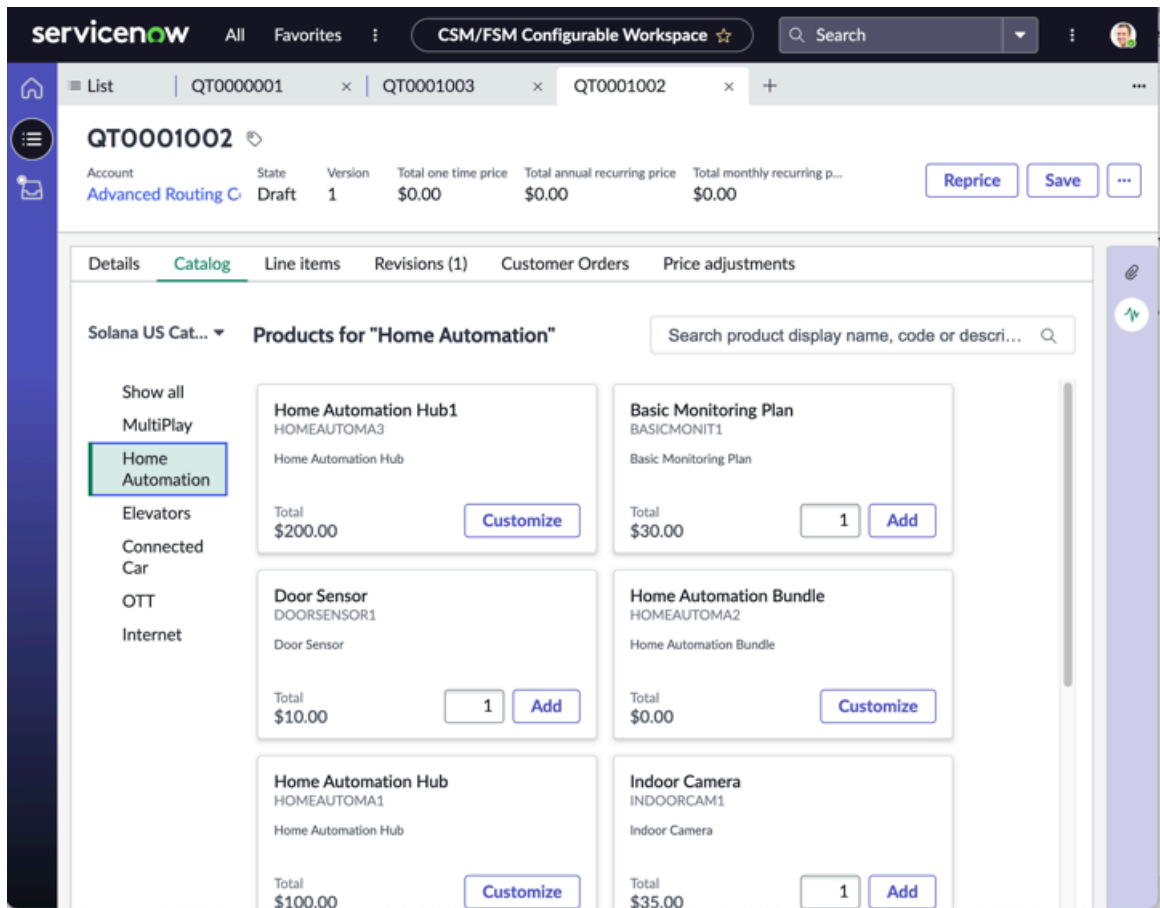 servicenow All Favorites CSM/FSM Configurable Workspace Search
List QT0000001 QT0001003 QT0001002
QT0001002
Account State Version Total one time price Total annual recurring price Total monthly recurring p...
Advanced Routing Draft 1 $0.00 $0.00 $0.00
Reprice Save
Details Catalog Line items Revisions (1) Customer Orders Price adjustments
Solana US Cat... Products for "Home Automation" Search product display name, code or descri...
Show all
MultiPlay
Home
Automation
Elevators
Connected
Car
OTT
Internet
Home Automation Hub1
HOMEAUTOMA3
Home Automation Hub
Total
$200.00 Customize
Basic Monitoring Plan
BASICMONIT1
Basic Monitoring Plan
Total
$30.00 1 Add
Door Sensor
DOORSENSOR1
Door Sensor
Total
$10.00 1 Add
Home Automation Bundle
HOMEAUTOMA2
Home Automation Bundle
Total
$0.00 Customize
Home Automation Hub
HOMEAUTOMA1
Home Automation Hub
Total
$100.00 Customize
Indoor Camera
INDOORCAM1
Indoor Camera
Total
$35.00 1 Add